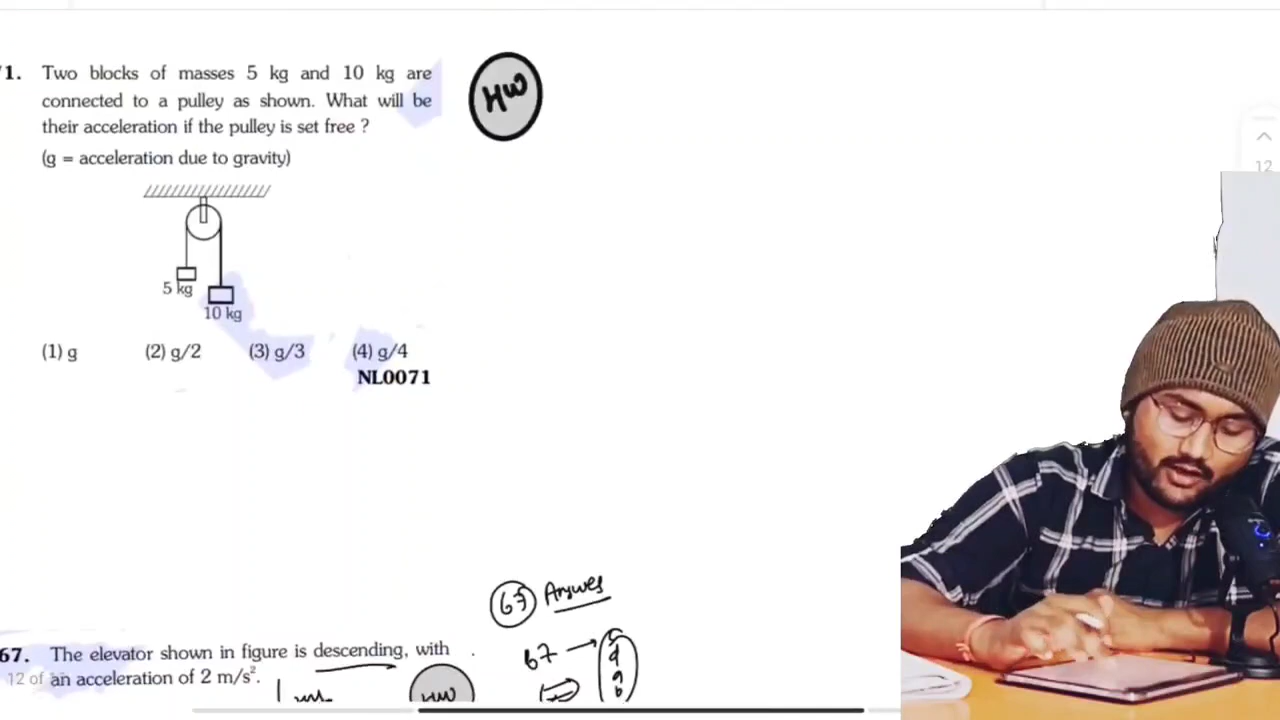 71. Two blocks of masses 5 kg and 10 kg are
connected to a pulley as shown. What will be
their acceleration if the pulley is set free ?
(g = acceleration due to gravity)
5 kg
10 kg
(1) g (2) g/2 (3) g/3 (4) g/4
NL0071
HW
12
Answer
67. The elevator shown in figure is descending, with
67 →
12 of an acceleration of 2 m/s².
HW